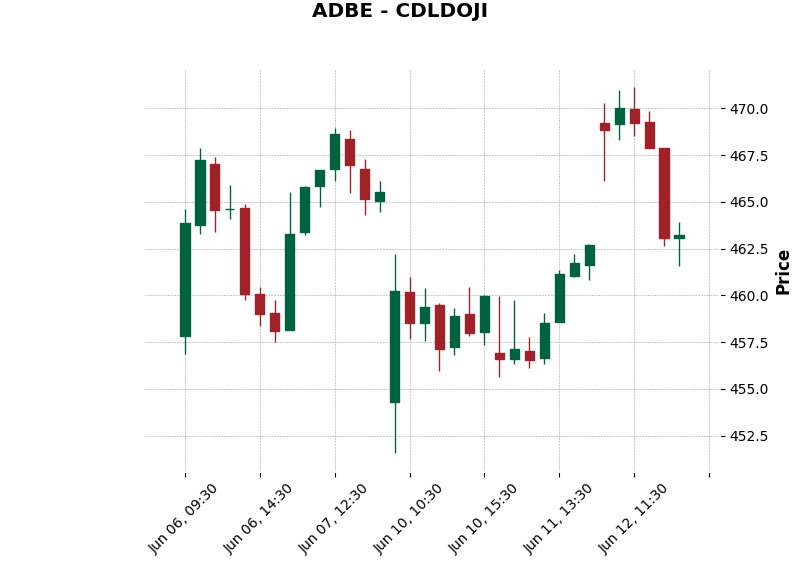 ADBE - CDLDOJI
470.0
467.5
465.0
462.5
460.0
457.5
455.0
452.5
Price
Jun 06, 09:30
Jun 06, 14:30
Jun 07, 12:30
Jun 10, 10:30
Jun 10, 15:30
Jun 11, 13:30
Jun 12, 11:30